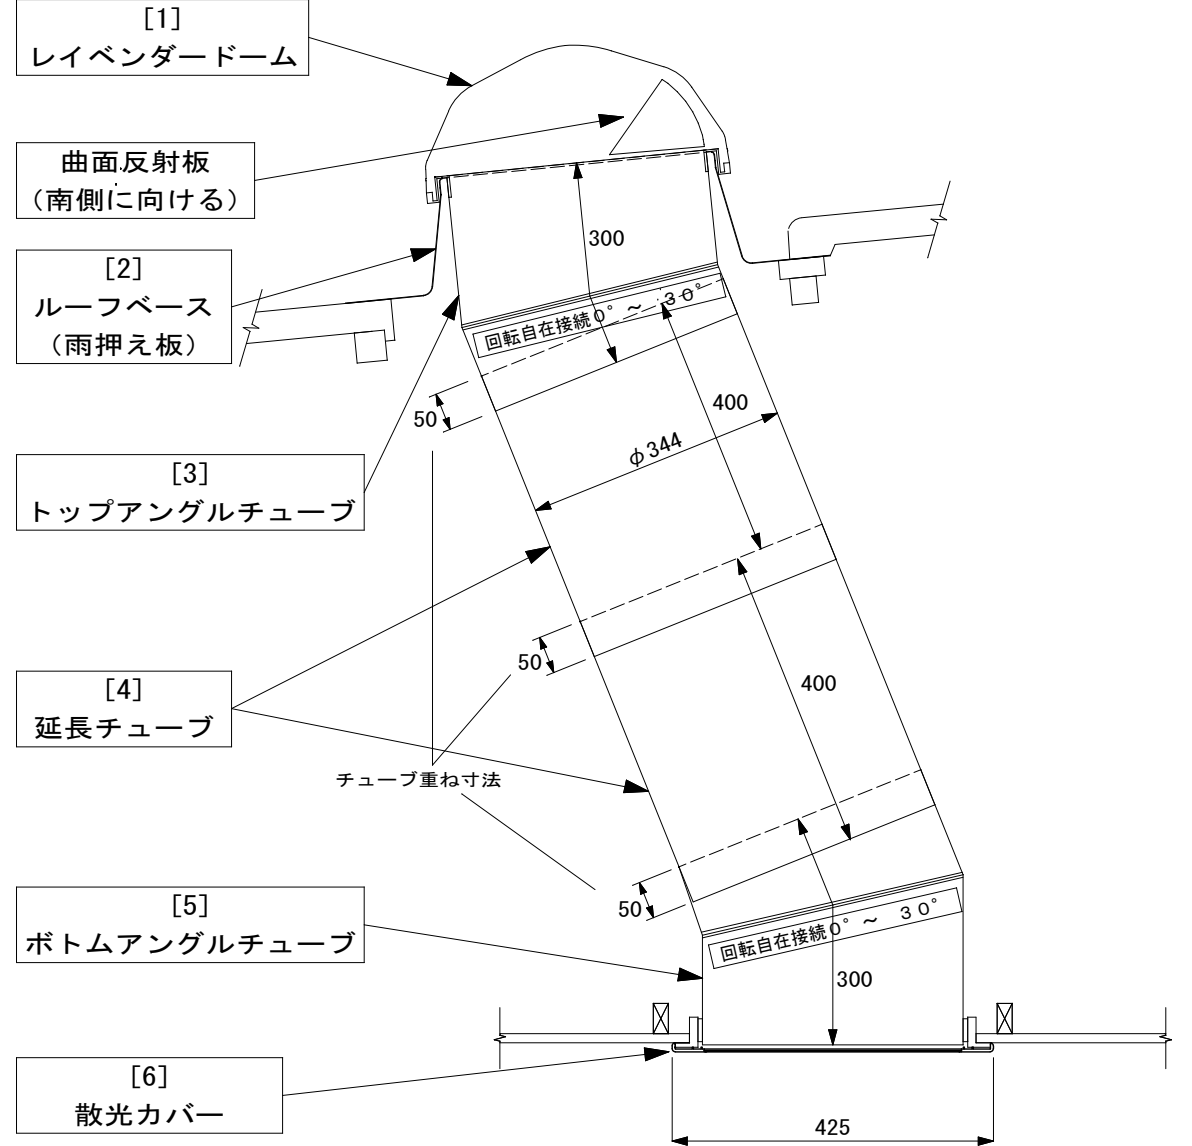 [1]
レイベンダードーム
曲面反射板
(南側に向ける)
[2]
ルーフベース
(雨押え板)
300
回転自在接続0° ~ 30°
50
400
φ344
[3]
トップアングルチューブ
50
400
[4]
延長チューブ
チューブ重ね寸法
[5]
ボトムアングルチューブ
50
回転自在接続0° ~ 30°
300
[6]
散光カバー
425